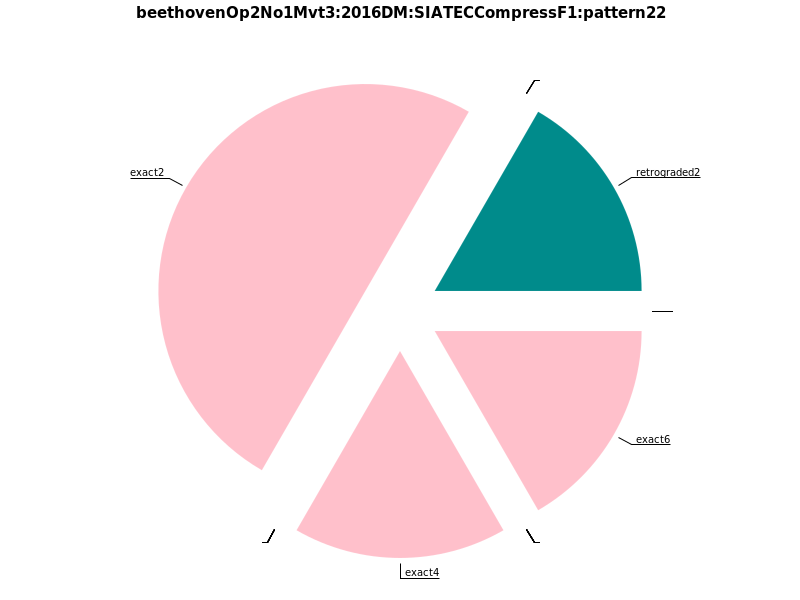 beethovenOp2No1Mvt3:2016DM:SIATECCompressF1:pattern22
exact2
retrograded2
exact6
exact4